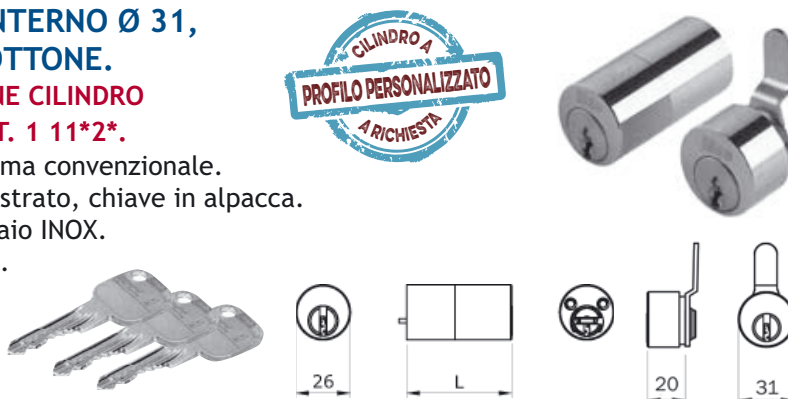 NTERNO Ø 31,
OTTONE.
NE CILINDRO
T. 1 11*2*.
ma convenzionale.
strato, chiave in alpacca.
aio INOX.
.
CILINDRO A
PROFILO PERSONALIZZATO
A RICHIESTA
26
L
20
31